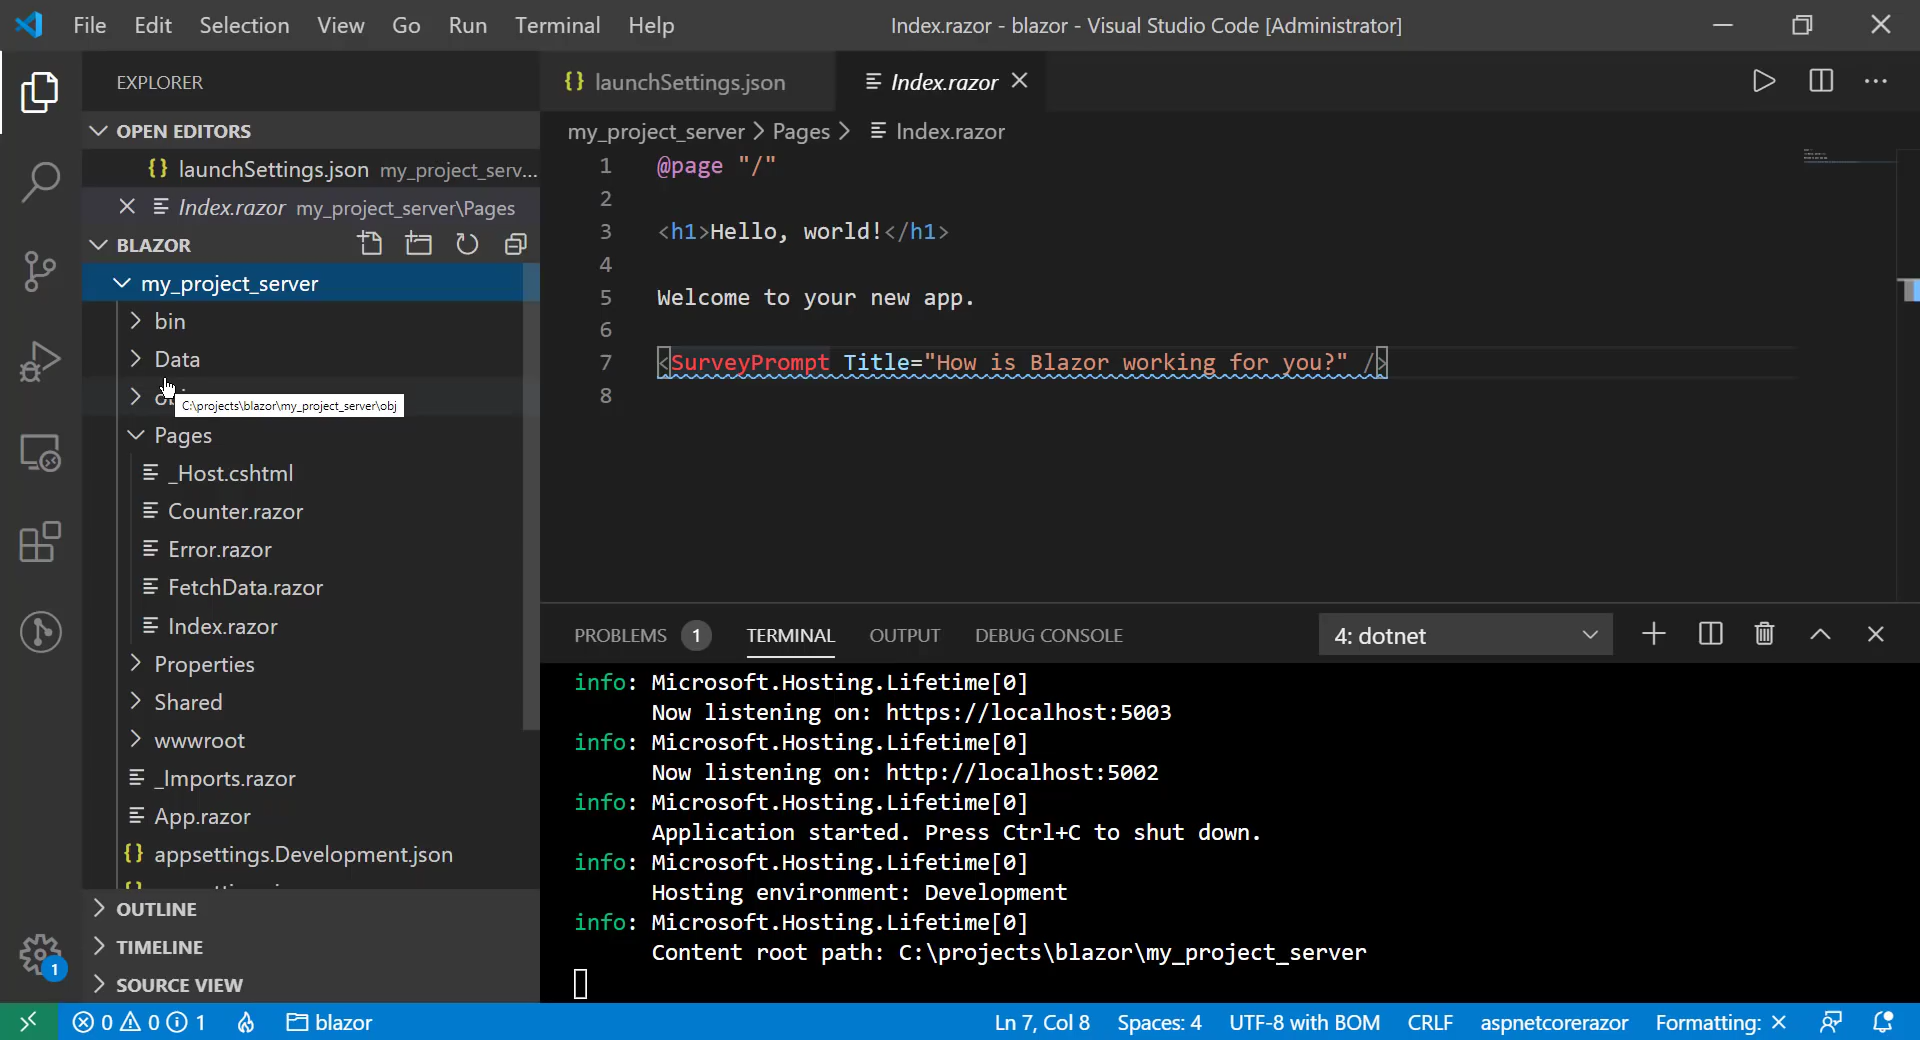 File Edit Selection View Go Run Terminal Help
Index.razor - blazor - Visual Studio Code [Administrator]
EXPLORER
OPEN EDITORS
launchSettings.json my_project_serv...
Index.razor my_project_server\Pages
BLAZOR
my_project_server
bin
Data
C:\projects\blazor\my_project_server\obj
Pages
_Host.cshtml
Counter.razor
Error.razor
FetchData.razor
Index.razor
Properties
Shared
wwwroot
_Imports.razor
App.razor
appsettings.Development.json
OUTLINE
TIMELINE
SOURCE VIEW
1
launchSettings.json
Index.razor
my_project_server > Pages > Index.razor
1 @page "/"
2
3 <h1>Hello, world!</h1>
4
5 Welcome to your new app.
6
7 <SurveyPrompt Title="How is Blazor working for you?" />
8
PROBLEMS 1 TERMINAL OUTPUT DEBUG CONSOLE
4: dotnet
info: Microsoft.Hosting.Lifetime[0]
Now listening on: https://localhost:5003
info: Microsoft.Hosting.Lifetime[0]
Now listening on: http://localhost:5002
info: Microsoft.Hosting.Lifetime[0]
Application started. Press Ctrl+C to shut down.
info: Microsoft.Hosting.Lifetime[0]
Hosting environment: Development
info: Microsoft.Hosting.Lifetime[0]
Content root path: C:\projects\blazor\my_project_server
0 0 1 blazor
Ln 7, Col 8 Spaces: 4 UTF-8 with BOM CRLF aspnetcorerazor Formatting: ×